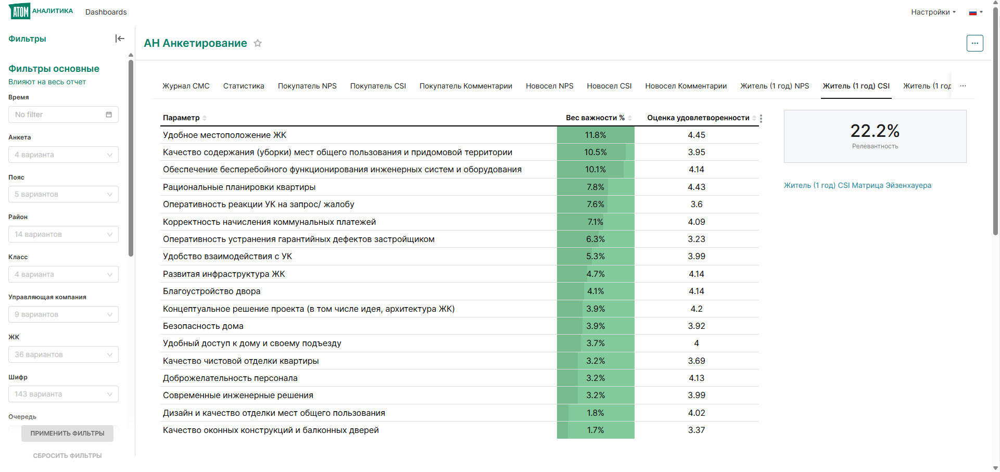 АТОМ АНАЛИТИКА Dashboards Настройки
Фильтры
АН Анкетирование
Фильтры основные
Влияют на весь отчет
Время
No filter
Анкета
4 варианта
Пояс
5 вариантов
Район
14 вариантов
Класс
4 варианта
Управляющая компания
9 вариантов
ЖК
36 вариантов
Шифр
143 варианта
Очередь
ПРИМЕНИТЬ ФИЛЬТРЫ
СБРОСИТЬ ФИЛЬТРЫ
Журнал СМС Статистика Покупатель NPS Покупатель CSI Покупатель Комментарии Новосел NPS Новосел CSI Новосел Комментарии Житель (1 год) NPS Житель (1 год) CSI Житель (1 год
Параметр Вес важности % Оценка удовлетворенности
Удобное местоположение ЖК 11.8% 4.45
Качество содержания (уборки) мест общего пользования и придомовой территории 10.5% 3.95
Обеспечение бесперебойного функционирования инженерных систем и оборудования 10.1% 4.14
Рациональные планировки квартиры 7.8% 4.43
Оперативность реакции УК на запрос/ жалобу 7.6% 3.6
Корректность начисления коммунальных платежей 7.1% 4.09
Оперативность устранения гарантийных дефектов застройщиком 6.3% 3.23
Удобство взаимодействия с УК 5.3% 3.99
Развитая инфраструктура ЖК 4.7% 4.14
Благоустройство двора 4.1% 4.14
Концептуальное решение проекта (в том числе идея, архитектура ЖК) 3.9% 4.2
Безопасность дома 3.9% 3.92
Удобный доступ к дому и своему подъезду 3.7% 4
Качество чистовой отделки квартиры 3.2% 3.69
Доброжелательность персонала 3.2% 4.13
Современные инженерные решения 3.2% 3.99
Дизайн и качество отделки мест общего пользования 1.8% 4.02
Качество оконных конструкций и балконных дверей 1.7% 3.37
22.2%
Релевантность
Житель (1 год) CSI Матрица Эйзенхауера